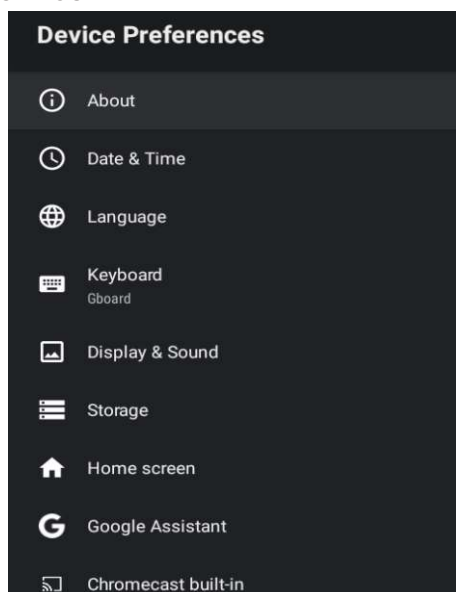 Device Preferences
About
Date & Time
Language
Keyboard
Gboard
Display & Sound
Storage
Home screen
Google Assistant
Chromecast built-in